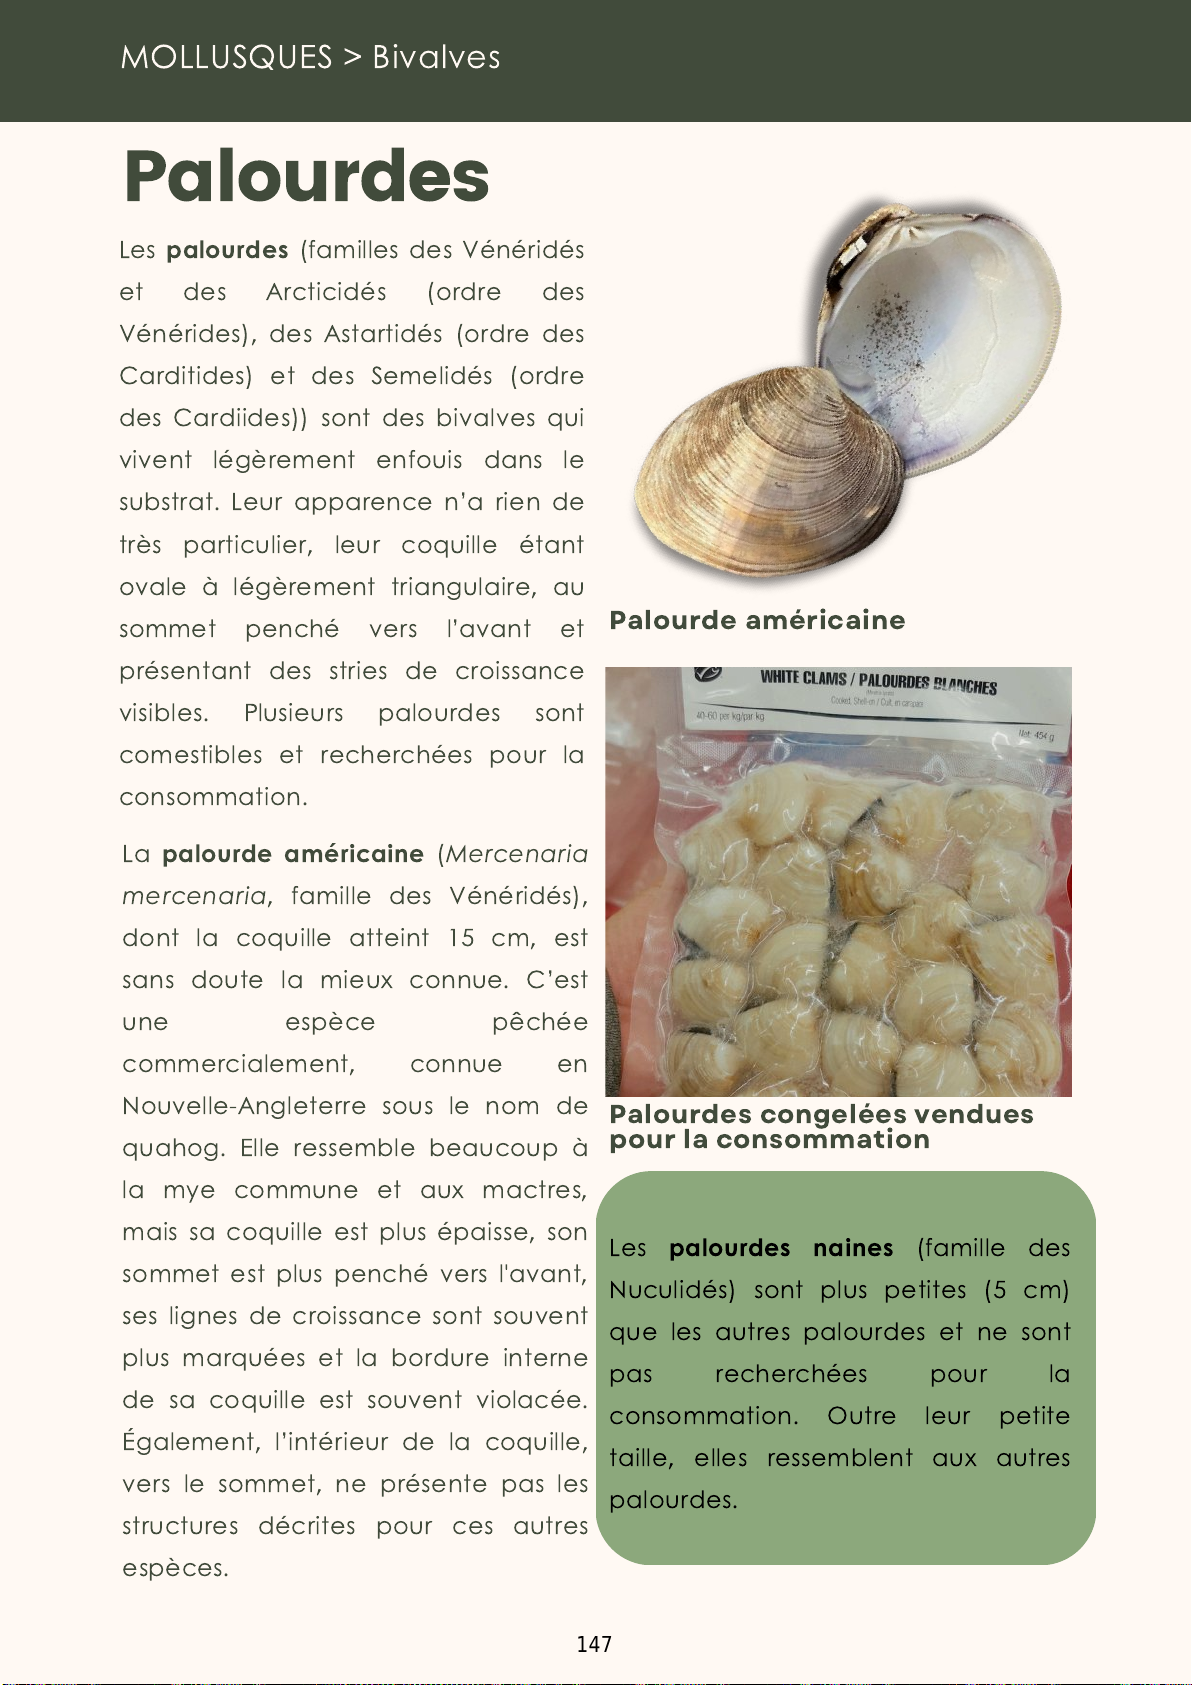 MOLLUSQUES > Bivalves
Palourdes
Les palourdes (familles des Vénéridés
et des Arcticidés (ordre des
Vénérides), des Astartidés (ordre des
Carditides) et des Semelidés (ordre
des Cardiides)) sont des bivalves qui
vivent légèrement enfouis dans le
substrat. Leur apparence n’a rien de
très particulier, leur coquille étant
ovale à légèrement triangulaire, au
sommet penché vers l’avant et
présentant des stries de croissance
visibles. Plusieurs palourdes sont
comestibles et recherchées pour la
consommation.
La palourde américaine (Mercenaria
mercenaria, famille des Vénéridés),
dont la coquille atteint 15 cm, est
sans doute la mieux connue. C’est
une espèce pêchée
commercialement, connue en
Nouvelle-Angleterre sous le nom de
quahog. Elle ressemble beaucoup à
la mye commune et aux mactres,
mais sa coquille est plus épaisse, son
sommet est plus penché vers l'avant,
ses lignes de croissance sont souvent
plus marquées et la bordure interne
de sa coquille est souvent violacée.
Également, l’intérieur de la coquille,
vers le sommet, ne présente pas les
structures décrites pour ces autres
espèces.
Palourde américaine
WHITE CLAMS / PALOURDES BLANCHES
Cooked, Shell-on / Cuit, en carapace
40-60 per kg/par kg
Net: 454 g
Palourdes congelées vendues
pour la consommation
Les palourdes naines (famille des
Nuculidés) sont plus petites (5 cm)
que les autres palourdes et ne sont
pas recherchées pour la
consommation. Outre leur petite
taille, elles ressemblent aux autres
palourdes.
147